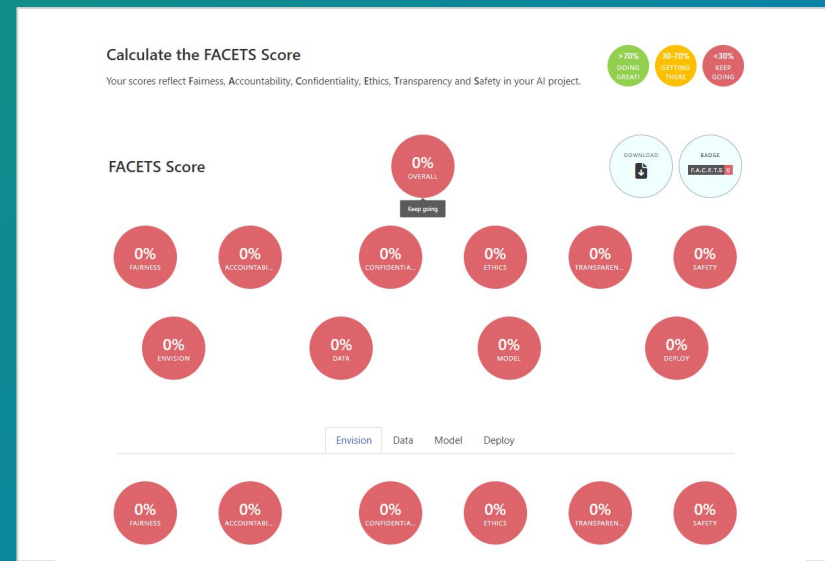 Calculate the FACETS Score
Your scores reflect Fairness, Accountability, Confidentiality, Ethics, Transparency and Safety in your AI project.
>70%
DOING
GREAT!
30-70%
GETTING
THERE
<30%
KEEP
GOING
FACETS Score
0%
OVERALL
Keep going
DOWNLOAD
BADGE
F.A.C.E.T.S 0
0%
FAIRNESS
0%
ACCOUNTABI...
0%
CONFIDENTIA...
0%
ETHICS
0%
TRANSPAREN...
0%
SAFETY
0%
ENVISION
0%
DATA
0%
MODEL
0%
DEPLOY
Envision Data Model Deploy
0%
FAIRNESS
0%
ACCOUNTABI...
0%
CONFIDENTIA...
0%
ETHICS
0%
TRANSPAREN...
0%
SAFETY